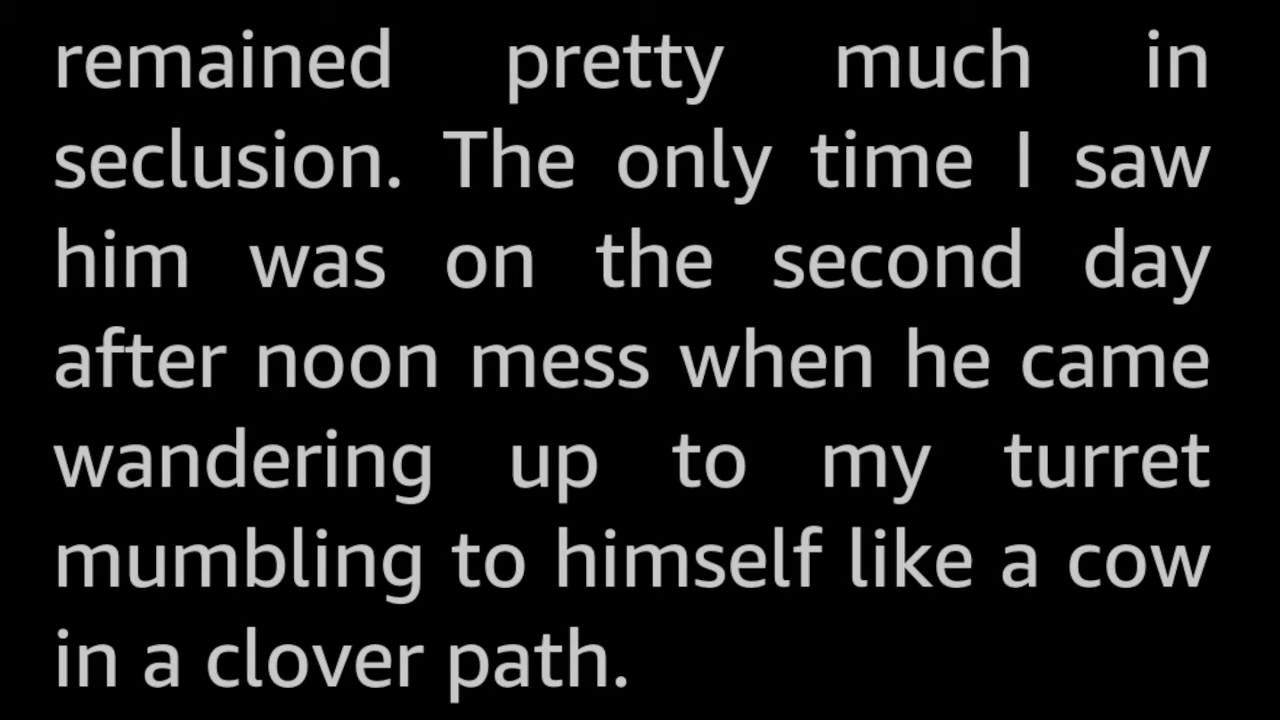 remained pretty much in
seclusion. The only time I saw
him was on the second day
after noon mess when he came
wandering up to my turret
mumbling to himself like a cow
in a clover path.